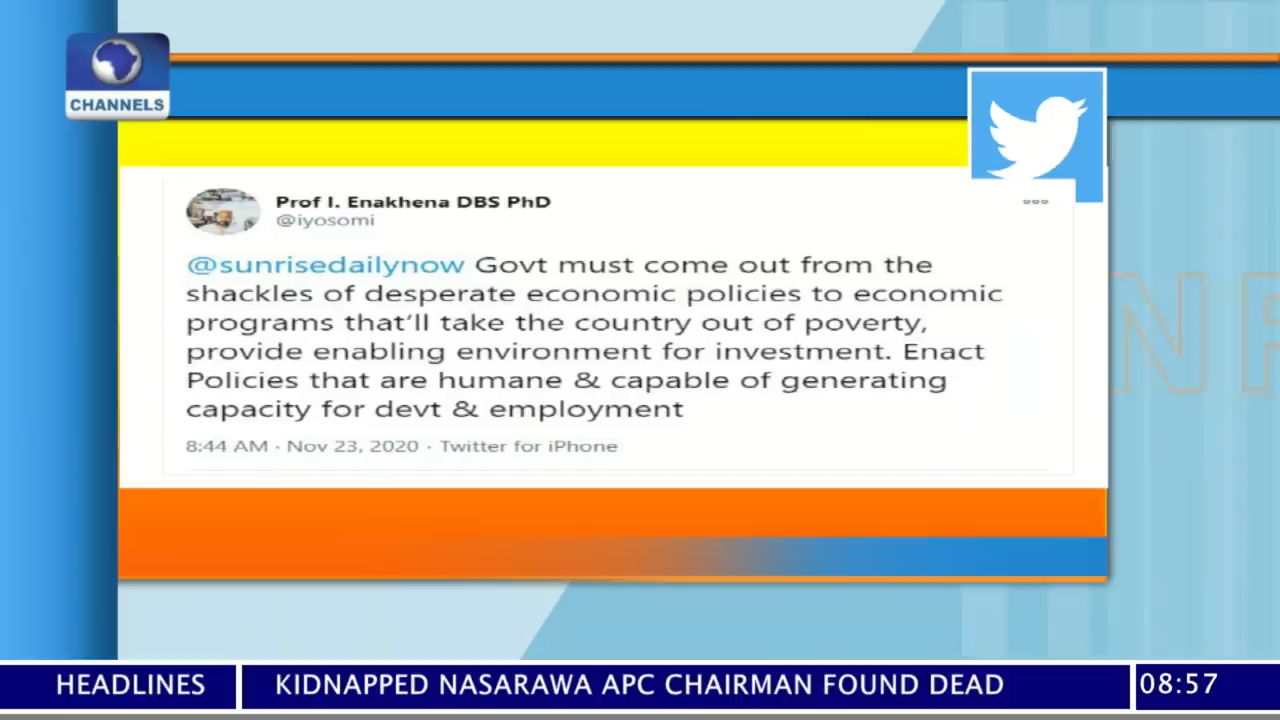 CHANNELS
Prof I. Enakhena DBS PhD
@iyosomi
@sunrisedailynow Govt must come out from the
shackles of desperate economic policies to economic
programs that'll take the country out of poverty,
provide enabling environment for investment. Enact
Policies that are humane & capable of generating
capacity for devt & employment
8:44 AM · Nov 23, 2020 · Twitter for iPhone
HEADLINES
KIDNAPPED NASARAWA APC CHAIRMAN FOUND DEAD
08:57